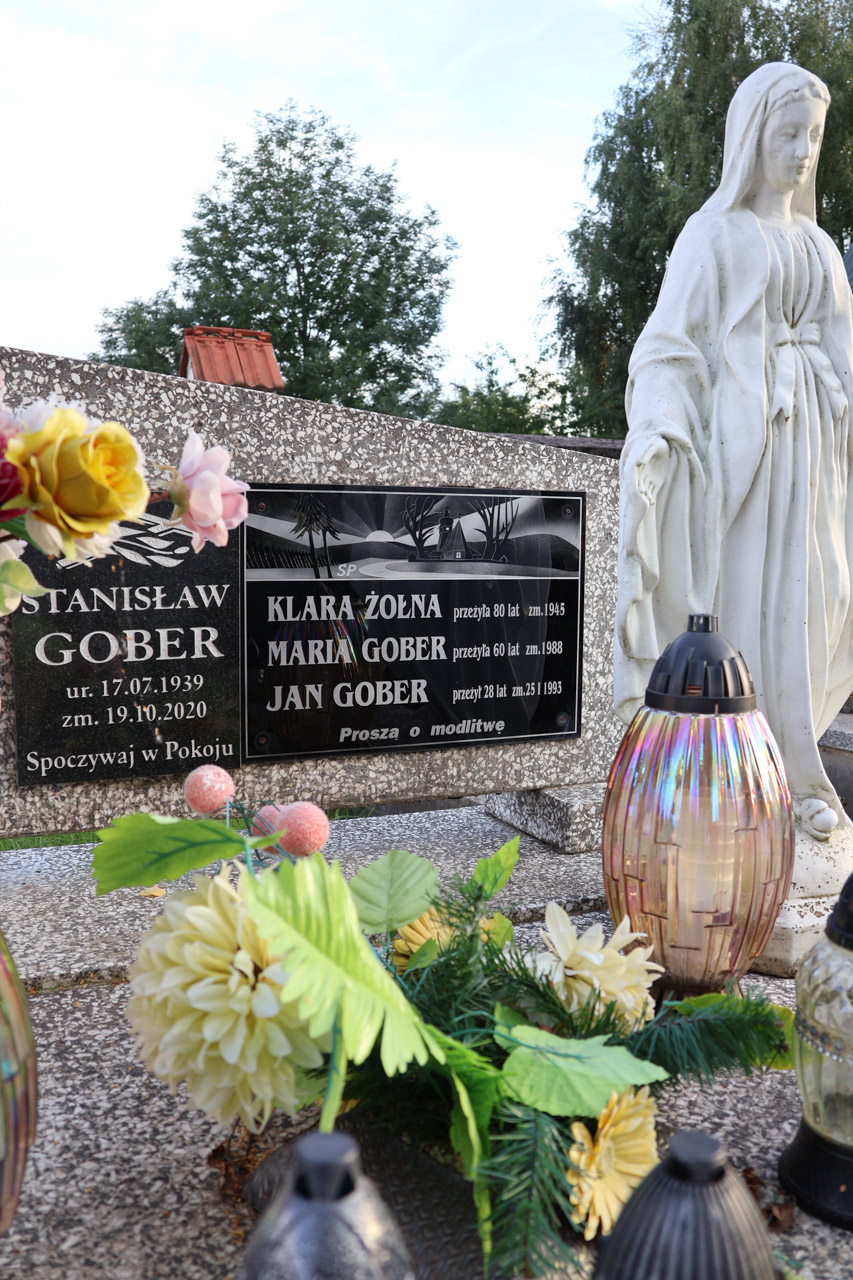 STANISŁAW
GOBER
ur. 17.07.1939
zm. 19.10.2020
Spoczywaj w Pokoju
ŚP
KLARA ŻOŁNA przeżyła 80 lat zm.1945
MARIA GOBER przeżyła 60 lat zm.1988
JAN GOBER przeżył 28 lat zm.25 I 1993
Proszą o modlitwę